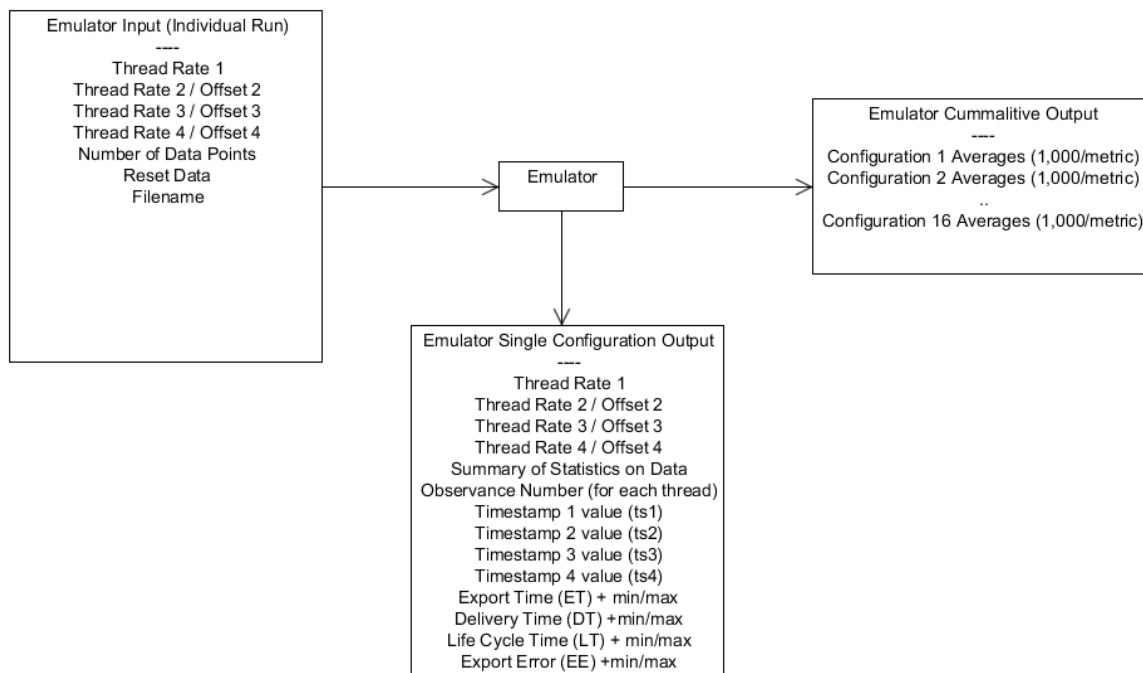 Emulator Input (Individual Run)
----
Thread Rate 1
Thread Rate 2 / Offset 2
Thread Rate 3 / Offset 3
Thread Rate 4 / Offset 4
Number of Data Points
Reset Data
Filename
Emulator
Emulator Cummalitive Output
----
Configuration 1 Averages (1,000/metric)
Configuration 2 Averages (1,000/metric)
..
Configuration 16 Averages (1,000/metric)
Emulator Single Configuration Output
----
Thread Rate 1
Thread Rate 2 / Offset 2
Thread Rate 3 / Offset 3
Thread Rate 4 / Offset 4
Summary of Statistics on Data
Observance Number (for each thread)
Timestamp 1 value (ts1)
Timestamp 2 value (ts2)
Timestamp 3 value (ts3)
Timestamp 4 value (ts4)
Export Time (ET) + min/max
Delivery Time (DT) +min/max
Life Cycle Time (LT) + min/max
Export Error (EE) +min/max